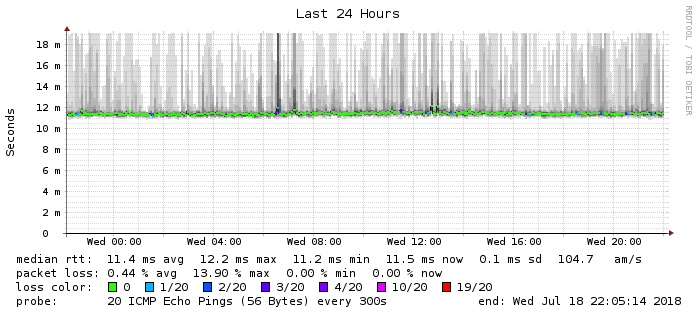 Last 24 Hours
RRDTOOL / TOBI OETIKER
Seconds
18 m
16 m
14 m
12 m
10 m
8 m
6 m
4 m
2 m
0
Wed 00:00 Wed 04:00 Wed 08:00 Wed 12:00 Wed 16:00 Wed 20:00
median rtt: 11.4 ms avg 12.2 ms max 11.2 ms min 11.5 ms now 0.1 ms sd 104.7 am/s
packet loss: 0.44 % avg 13.90 % max 0.00 % min 0.00 % now
loss color: 0 1/20 2/20 3/20 4/20 10/20 19/20
probe: 20 ICMP Echo Pings (56 Bytes) every 300s end: Wed Jul 18 22:05:14 2018